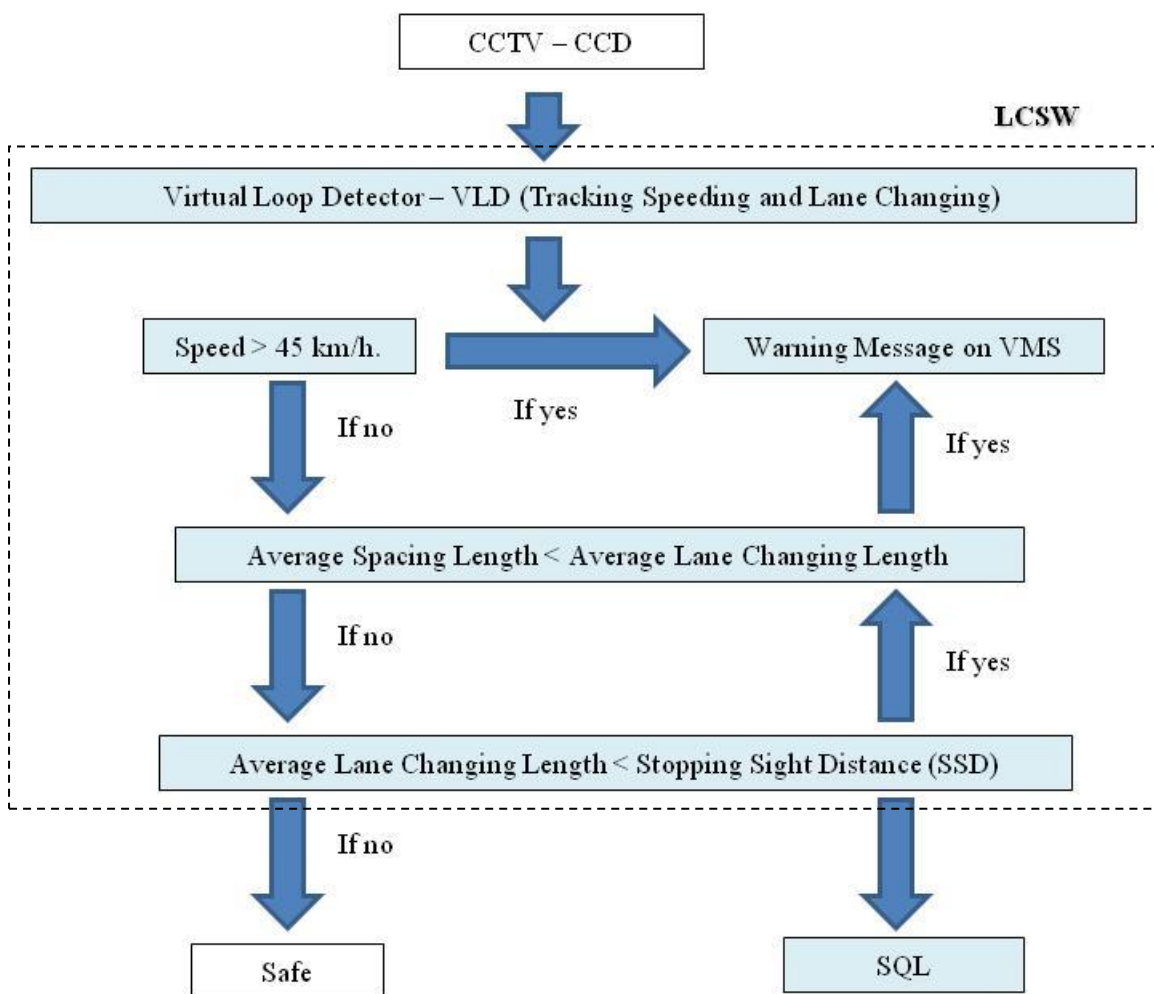 CCTV – CCD
LCSW
Virtual Loop Detector – VLD (Tracking Speeding and Lane Changing)
Speed > 45 km/h.
Warning Message on VMS
If yes
If no
If yes
Average Spacing Length < Average Lane Changing Length
If no
If yes
Average Lane Changing Length < Stopping Sight Distance (SSD)
If no
Safe
SQL